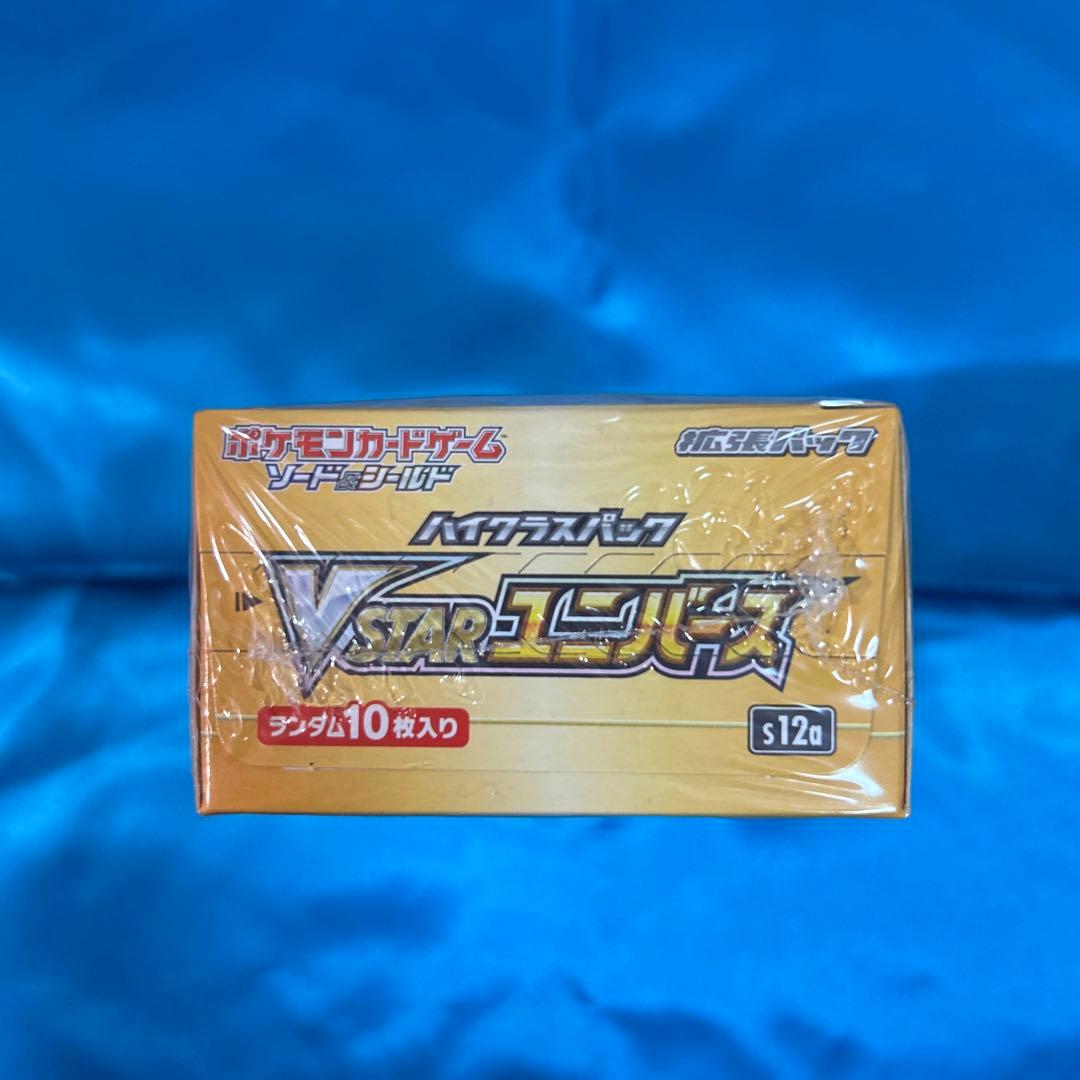 ポケモンカードゲーム™
ソード&シールド
拡張パック
ハイクラスパック
VSTARユニバース
ランダム10枚入り
s12a